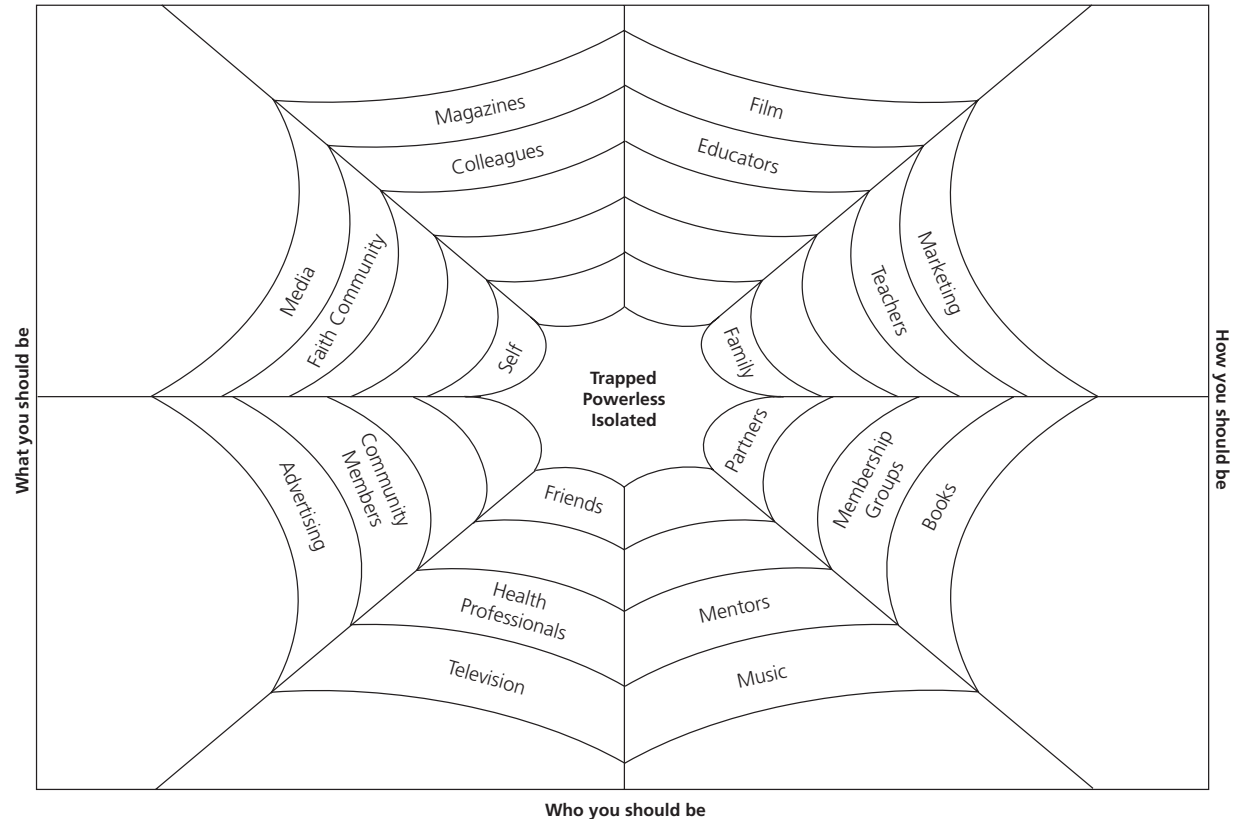 Magazines
Film
Colleagues
Educators
Media
Faith Community
Self
Family
Teachers
Marketing
Trapped
Powerless
Isolated
What you should be
How you should be
Advertising
Community
Members
Friends
Partners
Membership
Groups
Books
Health
Professionals
Mentors
Television
Music
Who you should be